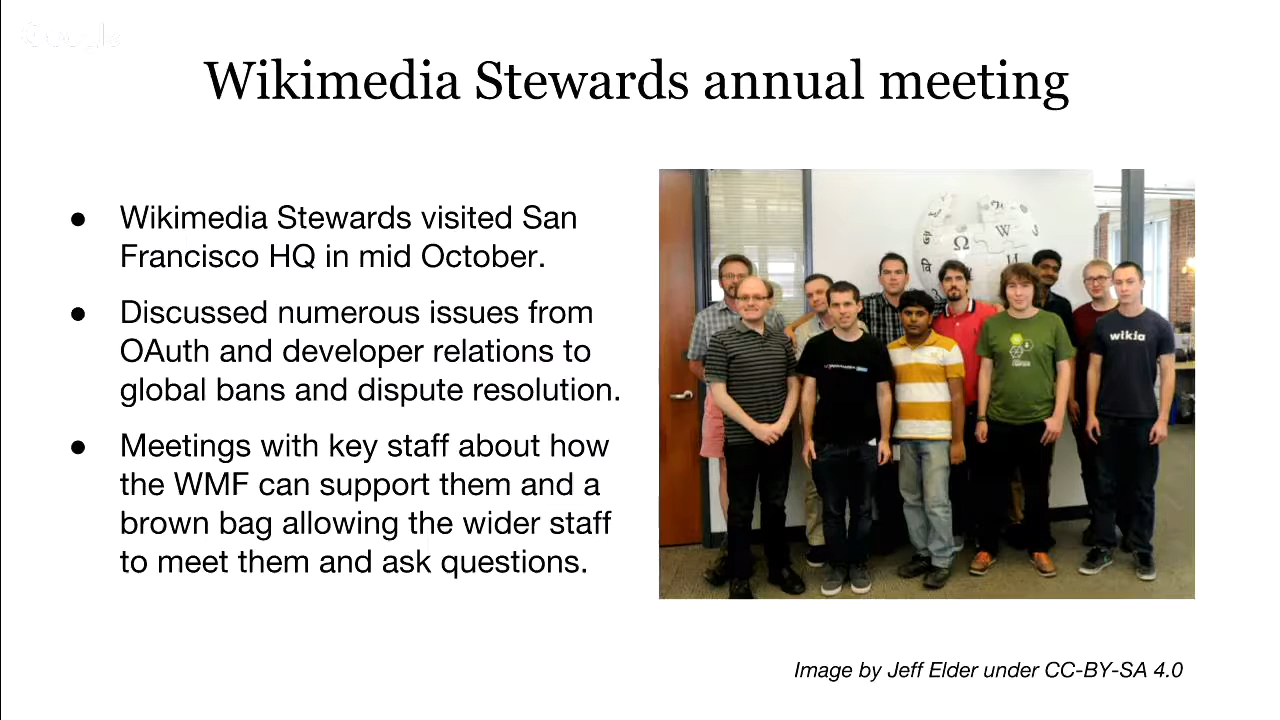 Google
Wikimedia Stewards annual meeting
● Wikimedia Stewards visited San
Francisco HQ in mid October.
● Discussed numerous issues from
OAuth and developer relations to
global bans and dispute resolution.
● Meetings with key staff about how
the WMF can support them and a
brown bag allowing the wider staff
to meet them and ask questions.
Ω W
wikia
Image by Jeff Elder under CC-BY-SA 4.0